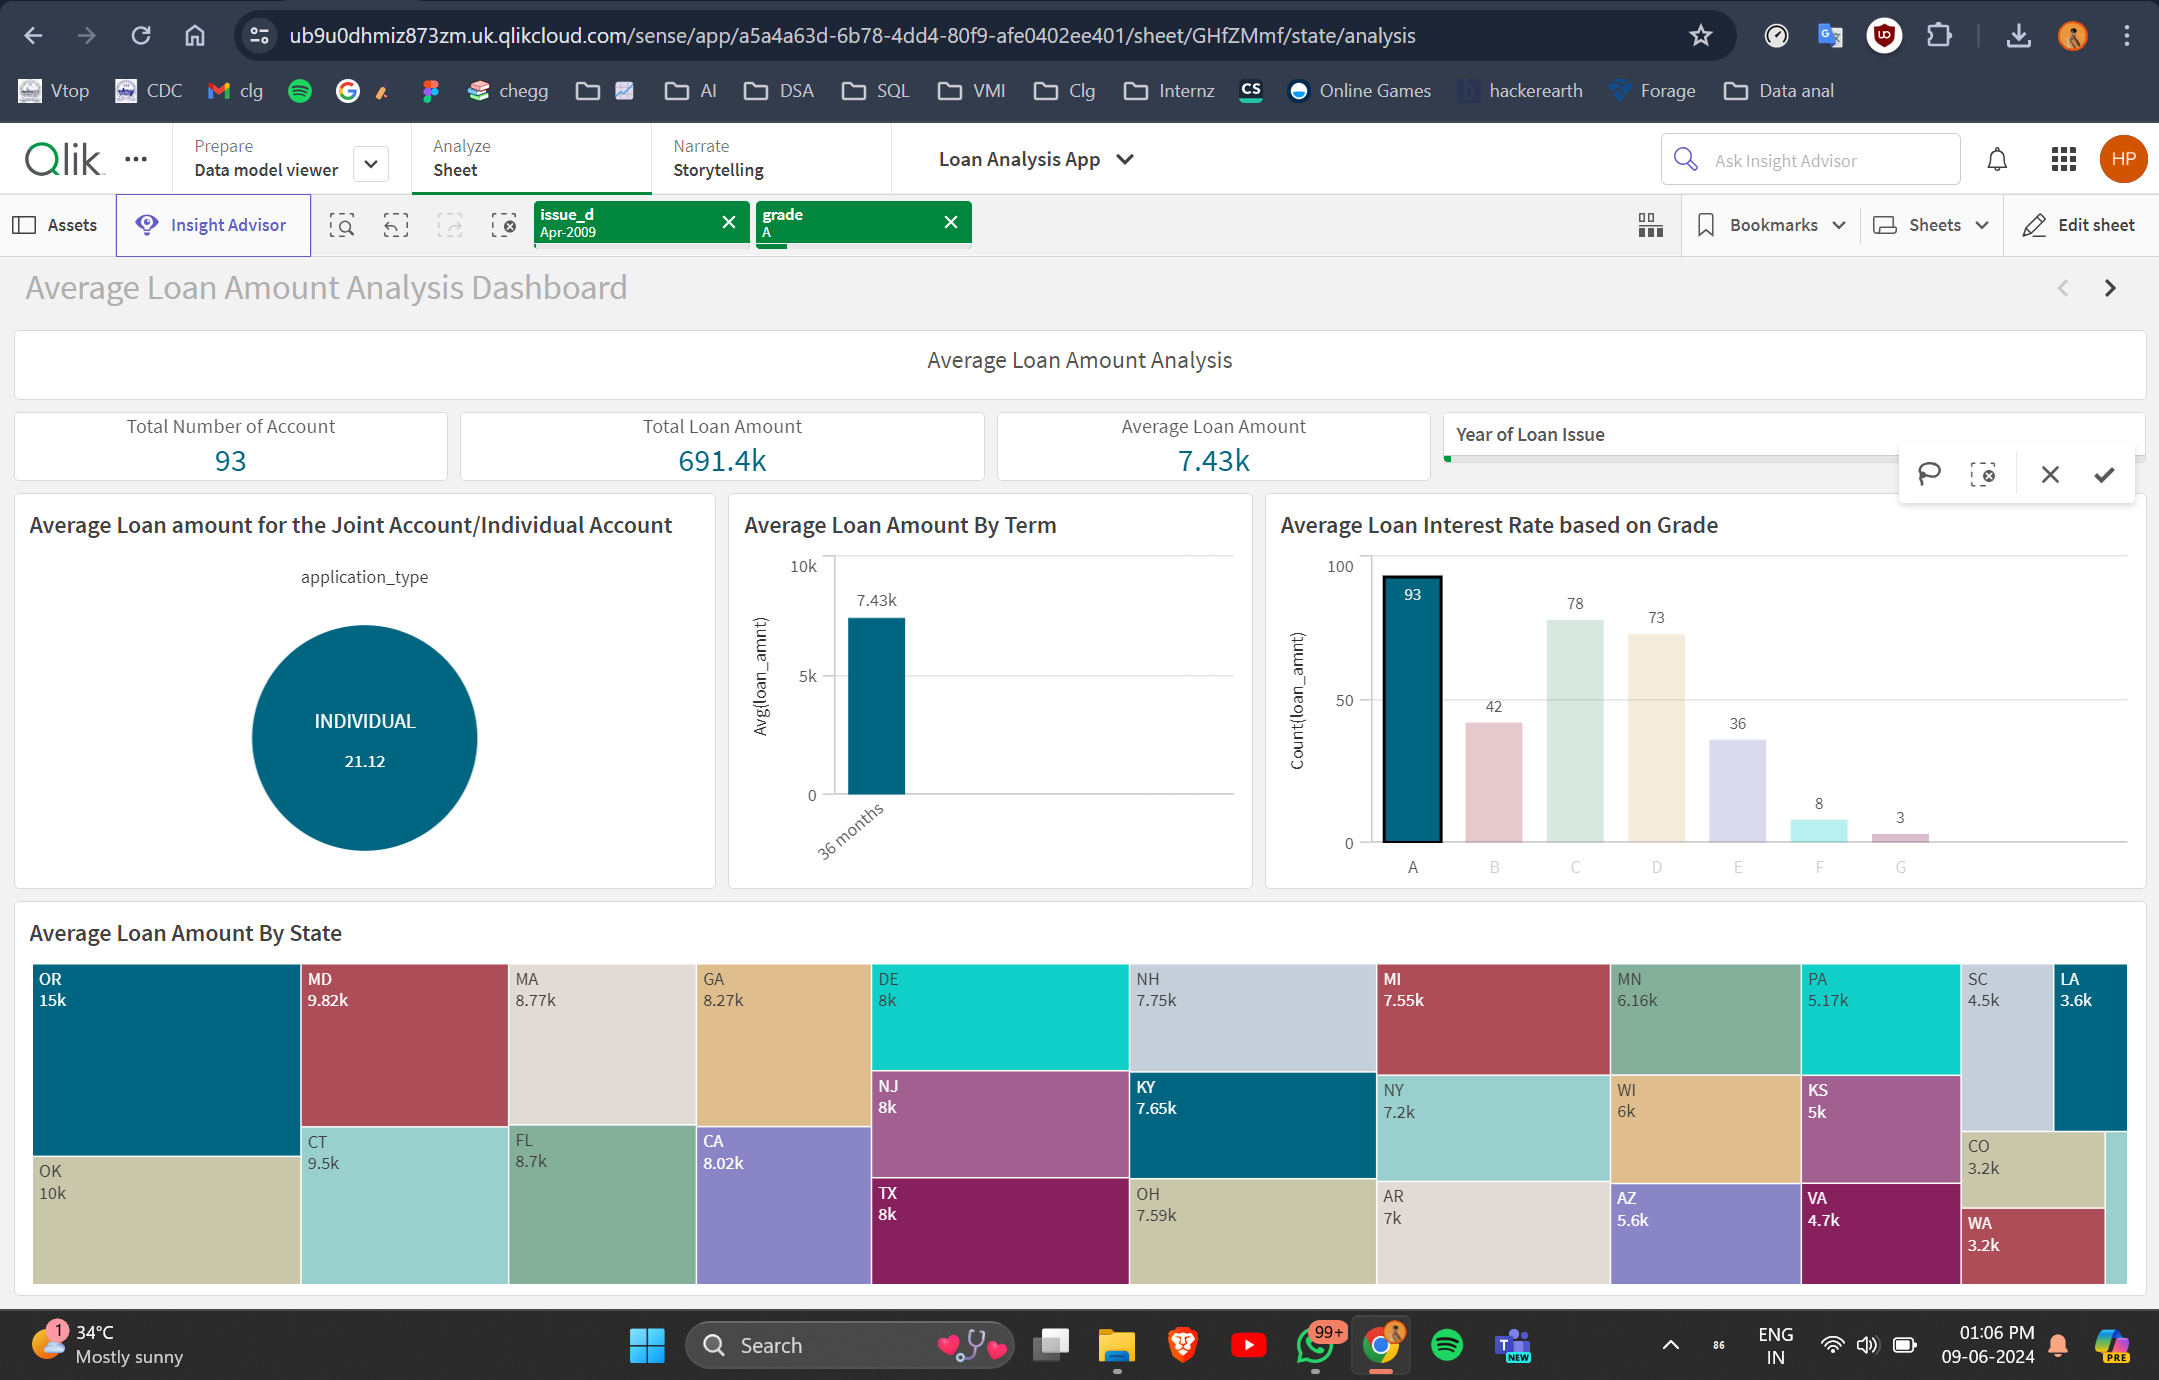 ub9u0dhmiz873zm.uk.qlikcloud.com/sense/app/a5a4a63d-6b78-4dd4-80f9-afe0402ee401/sheet/GHfZMmf/state/analysis
Vtop CDC clg chegg AI DSA SQL VMI Clg Internz CS Online Games h hackerearth Forage Data anal
Qlik
Prepare
Data model viewer
Analyze
Sheet
Narrate
Storytelling
Loan Analysis App
Ask Insight Advisor
HP
Assets
Insight Advisor
issue_d
Apr-2009
grade
A
Bookmarks
Sheets
Edit sheet
Average Loan Amount Analysis Dashboard
Average Loan Amount Analysis
Total Number of Account
93
Total Loan Amount
691.4k
Average Loan Amount
7.43k
Year of Loan Issue
Average Loan amount for the Joint Account/Individual Account
application_type
INDIVIDUAL
21.12
Average Loan Amount By Term
Avg(loan_amnt)
10k
5k
0
7.43k
36 months
Average Loan Interest Rate based on Grade
Count(loan_amnt)
100
50
0
93
42
78
73
36
8
3
A B C D E F G
Average Loan Amount By State
OR
15k
OK
10k
MD
9.82k
CT
9.5k
MA
8.77k
FL
8.7k
GA
8.27k
CA
8.02k
DE
8k
NJ
8k
TX
8k
NH
7.75k
KY
7.65k
OH
7.59k
MI
7.55k
NY
7.2k
AR
7k
MN
6.16k
WI
6k
AZ
5.6k
PA
5.17k
KS
5k
VA
4.7k
SC
4.5k
LA
3.6k
CO
3.2k
WA
3.2k
1
34°C
Mostly sunny
Search
99+
T
NEW
86
ENG
IN
01:06 PM
09-06-2024
PRE